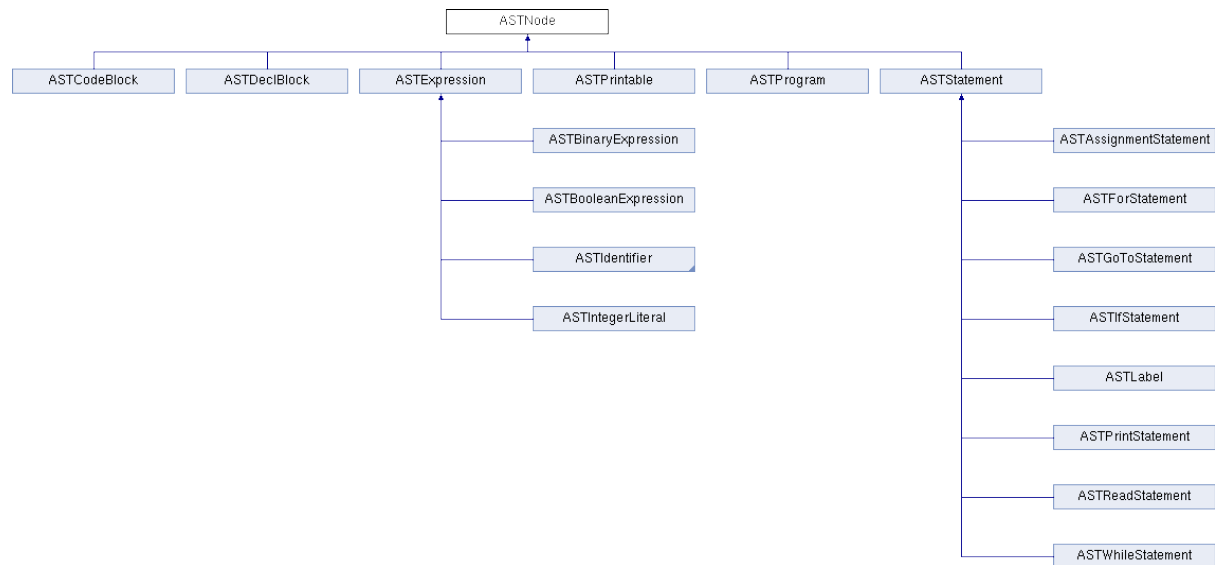 ASTNode
ASTCodeBlock ASTDeclBlock ASTExpression ASTPrintable ASTProgram ASTStatement
ASTBinaryExpression ASTAssignmentStatement
ASTBooleanExpression ASTForStatement
ASTIdentifier ASTGoToStatement
ASTIntegerLiteral ASTIfStatement
ASTLabel
ASTPrintStatement
ASTReadStatement
ASTWhileStatement